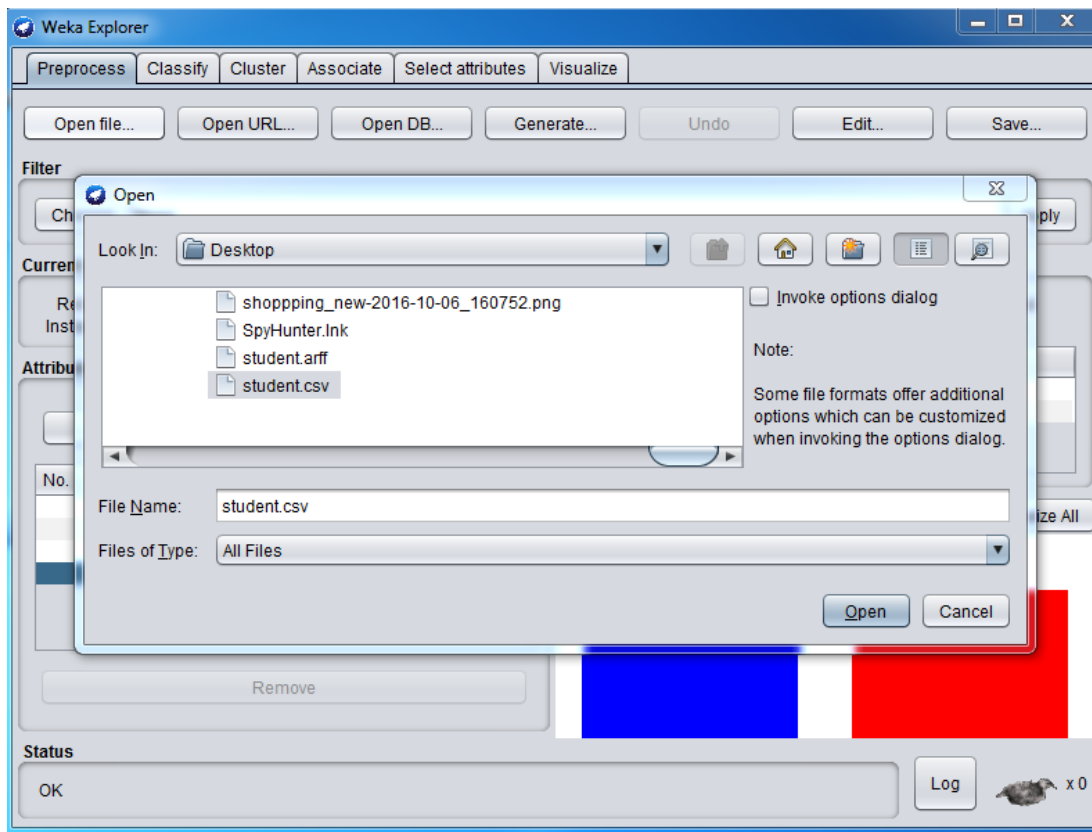 Weka Explorer
Preprocess Classify Cluster Associate Select attributes Visualize
Open file... Open URL... Open DB... Generate... Undo Edit... Save...
Filter
Open
Look In: Desktop
shoppping_new-2016-10-06_160752.png
SpyHunter.lnk
student.arff
student.csv
Invoke options dialog
Note:
Some file formats offer additional
options which can be customized
when invoking the options dialog.
No.
File Name: student.csv
Files of Type: All Files
Open Cancel
Remove
Status
OK
Log x 0